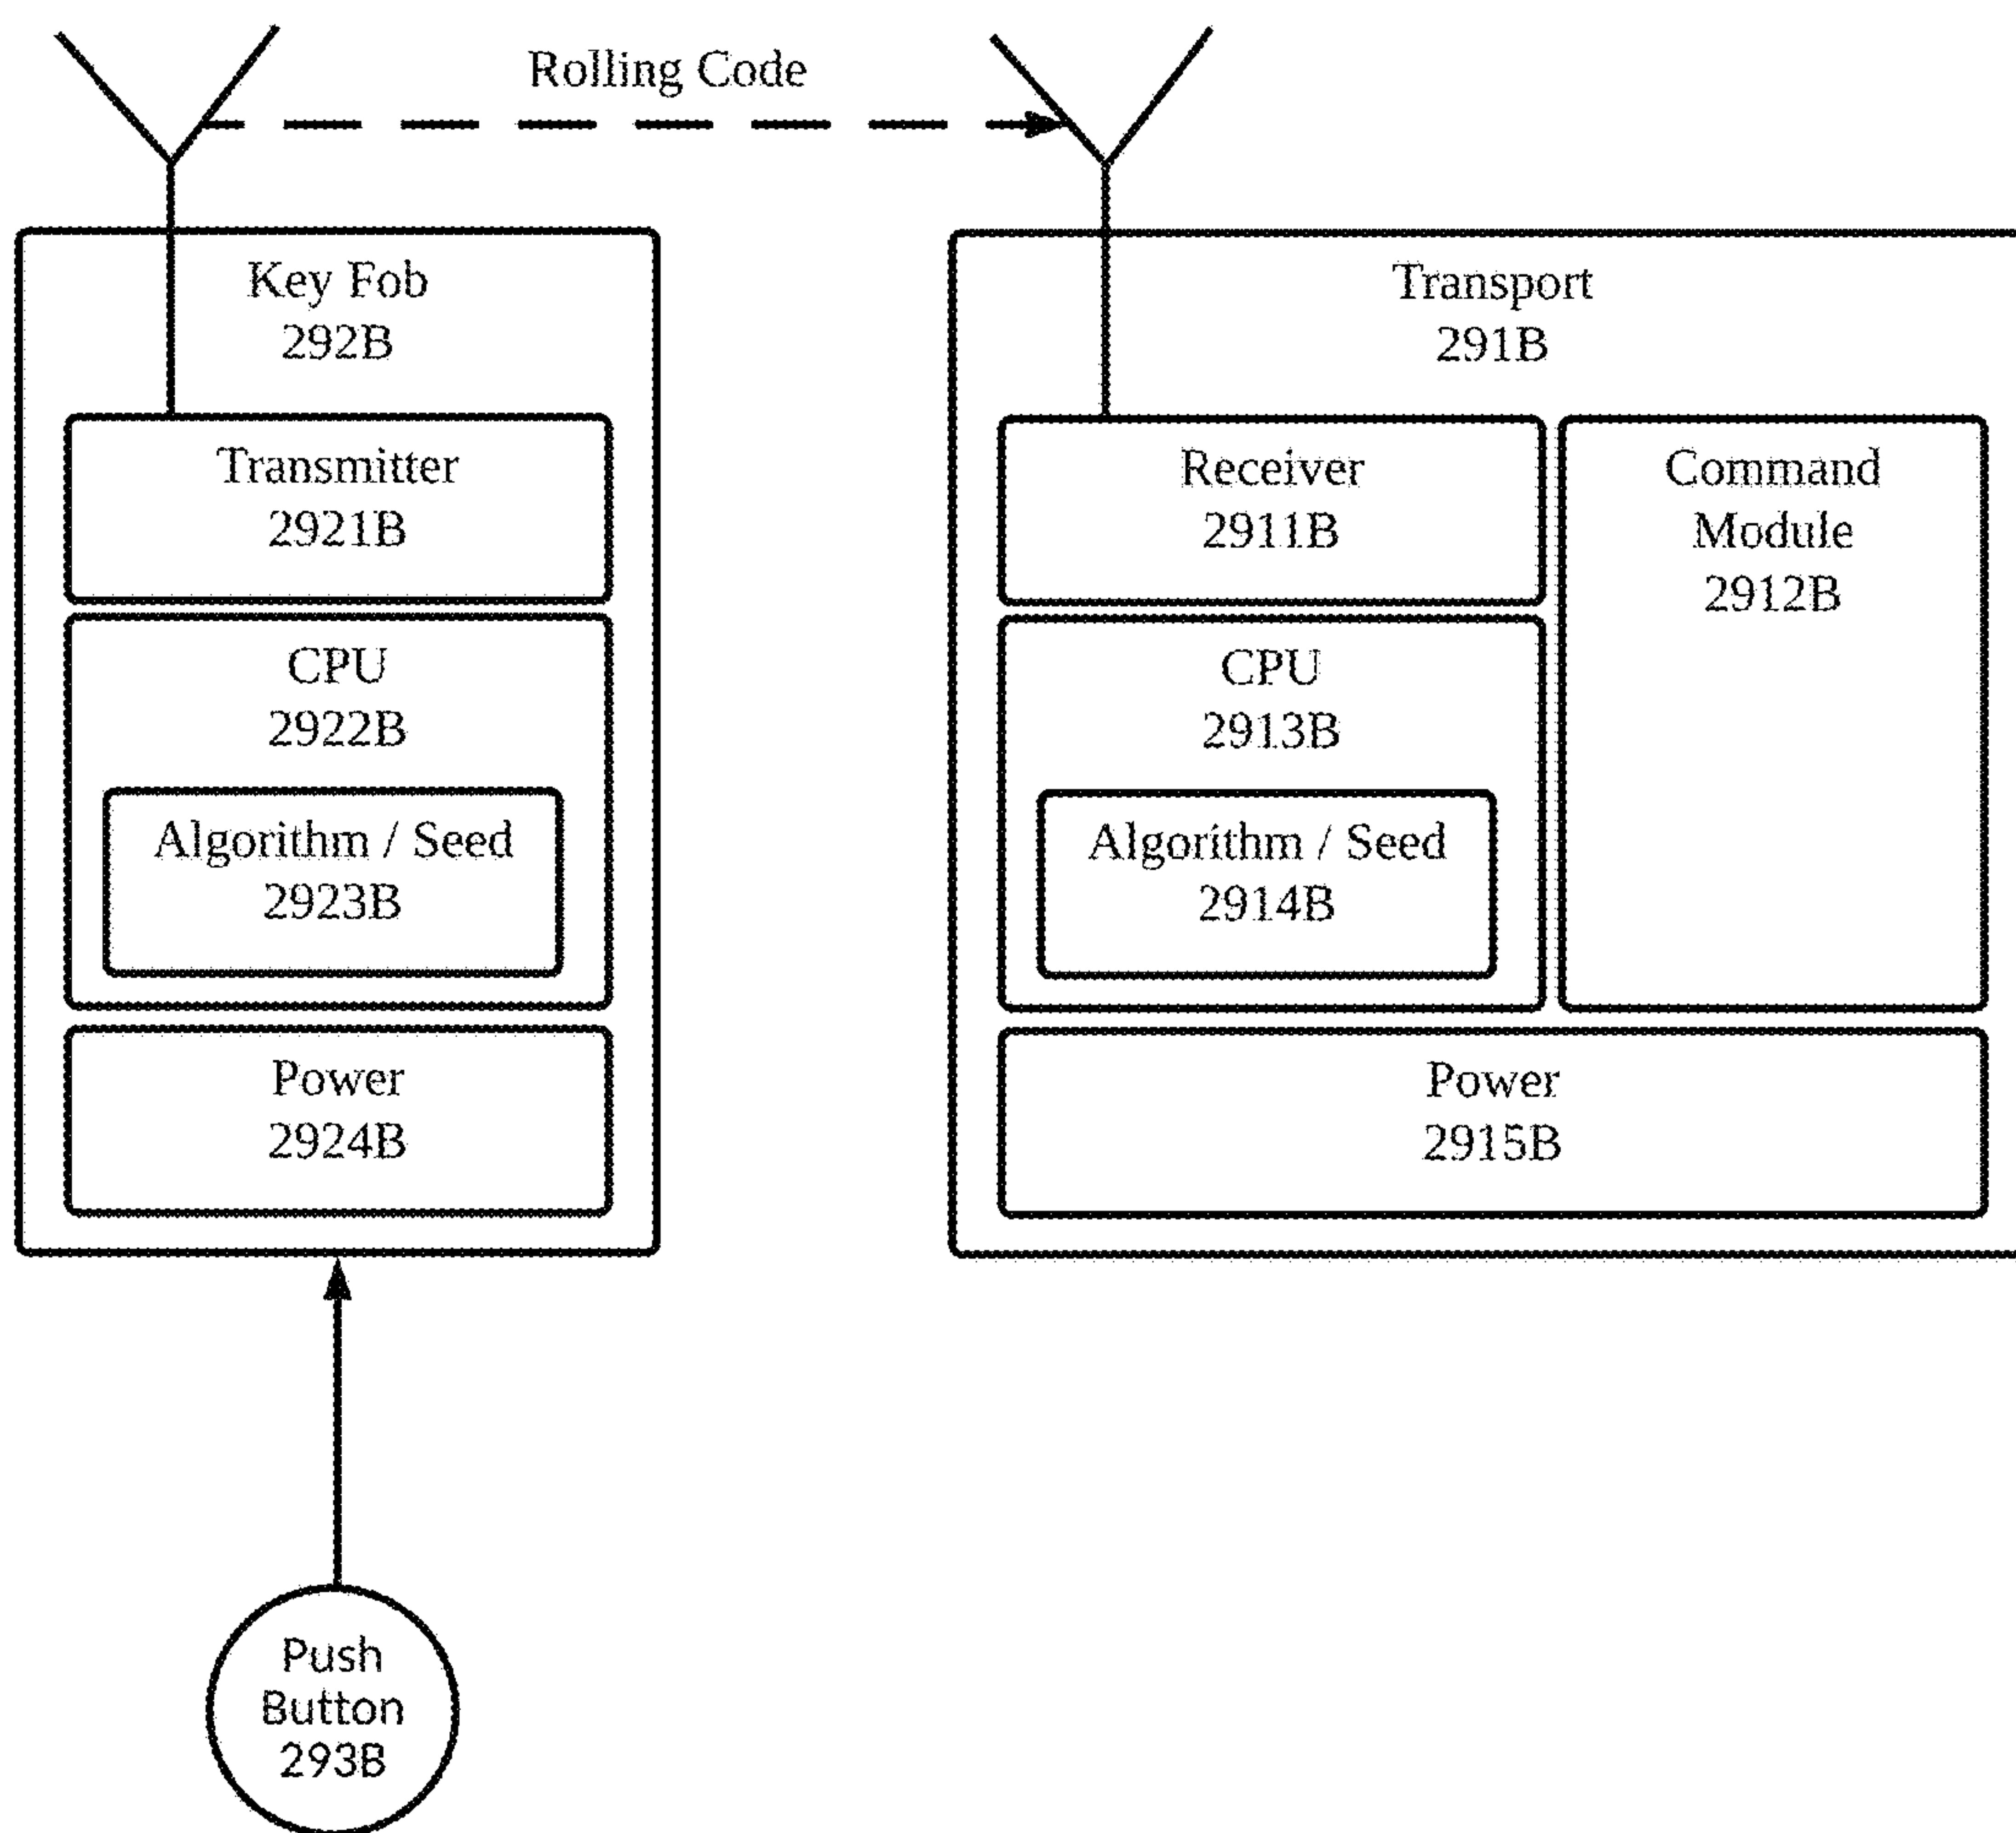 Rolling Code
Key Fob
292B
Transmitter
2921B
CPU
2922B
Algorithm / Seed
2923B
Power
2924B
Push
Button
293B
Transport
291B
Receiver
2911B
Command
Module
2912B
CPU
2913B
Algorithm / Seed
2914B
Power
2915B